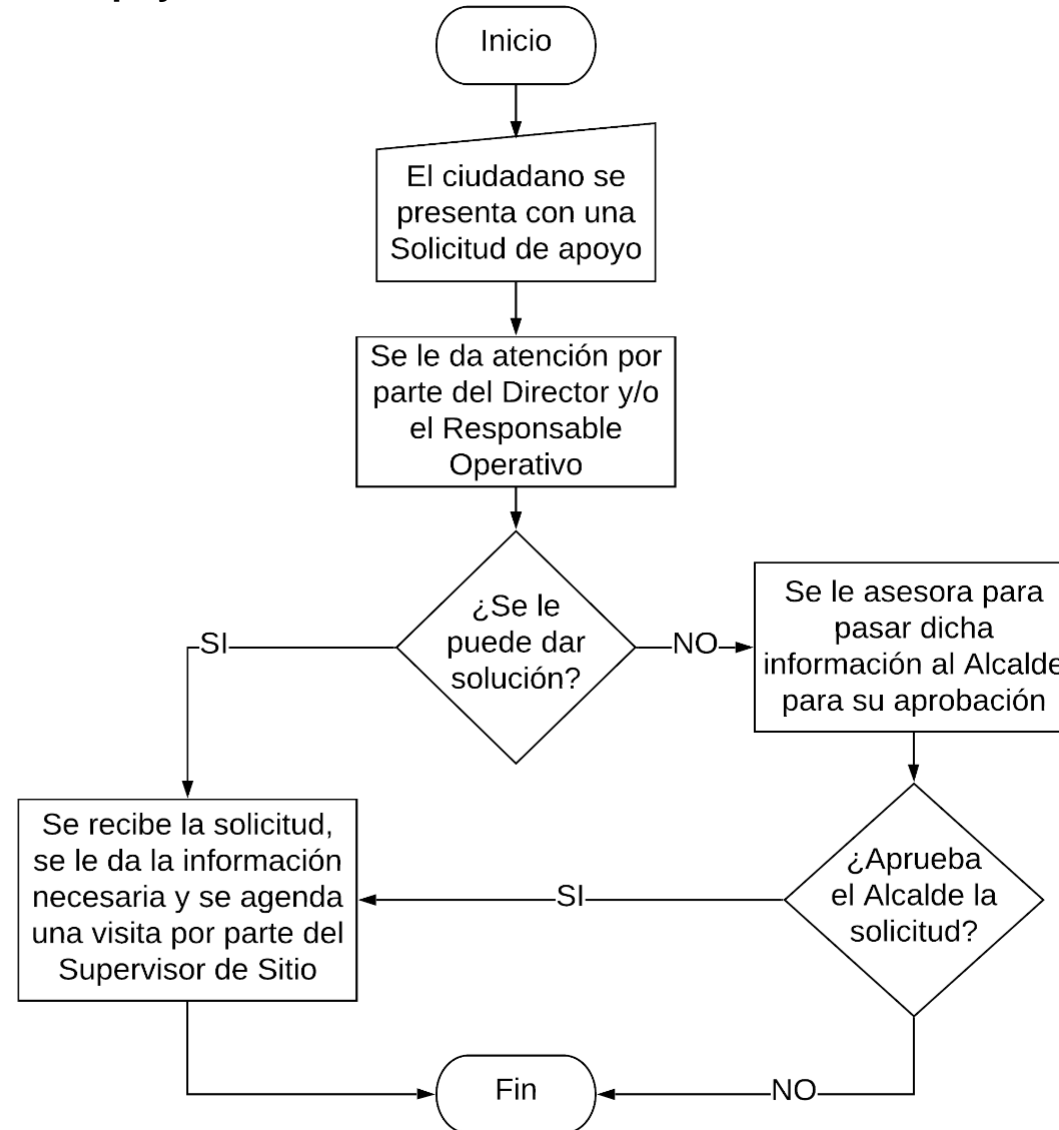 Inicio
El ciudadano se
presenta con una
Solicitud de apoyo
Se le da atención por
parte del Director y/o
el Responsable
Operativo
¿Se le
puede dar
solución?
SI
NO
Se le asesora para
pasar dicha
información al Alcalde
para su aprobación
Se recibe la solicitud,
se le da la información
necesaria y se agenda
una visita por parte del
Supervisor de Sitio
SI
¿Aprueba
el Alcalde la
solicitud?
Fin
NO